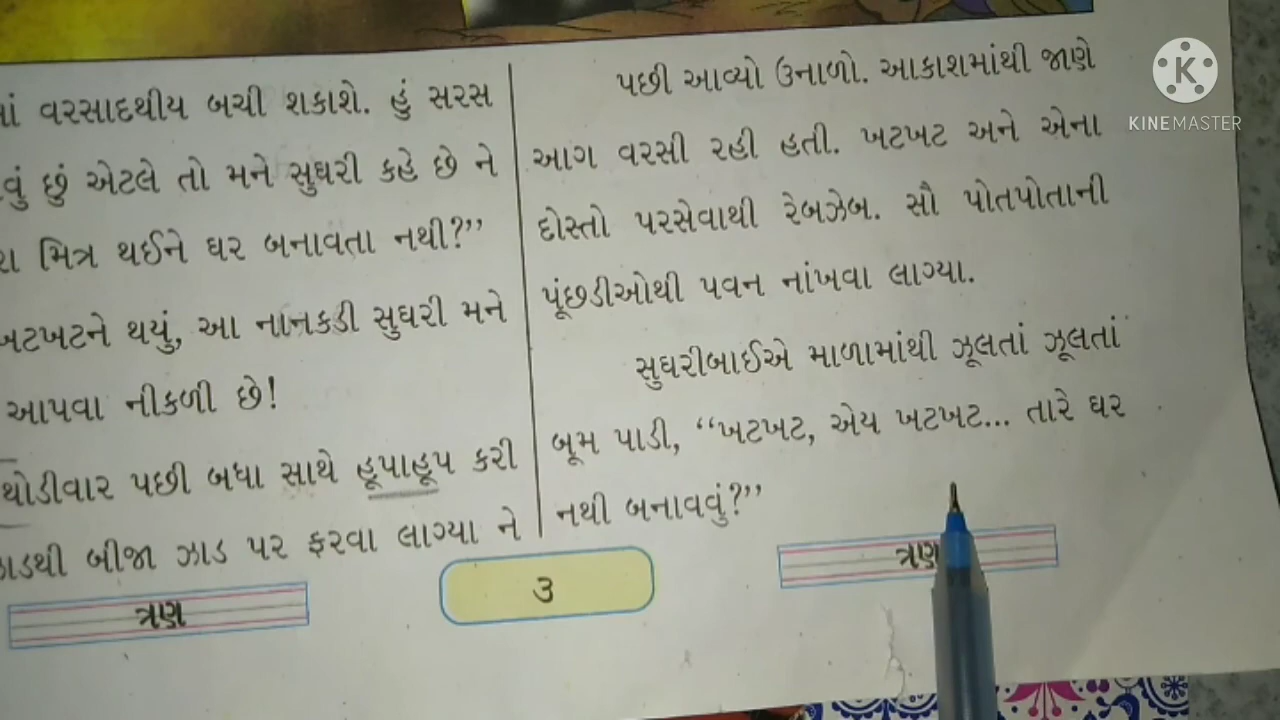 વરસાદથીય બચી શકાશે. હું સરસ
છું એટલે તો મને સુઘરી કહે છે ને
મિત્ર થઈને ઘર બનાવતા નથી?”
ખટખટને થયું, આ નાનકડી સુઘરી મને
આપવા નીકળી છે!
થોડીવાર પછી બધા સાથે હૂપાહૂપ કરી
બીજા ઝાડ પર ફરવા લાગ્યા ને
ત્રણ
૩
પછી આવ્યો ઉનાળો. આકાશમાંથી જાણે
આગ વરસી રહી હતી. ખટખટ અને એના
દોસ્તો પરસેવાથી રેબઝેબ. સૌ પોતપોતાની
પૂંછડીઓથી પવન નાંખવા લાગ્યા.
સુઘરીબાઈએ માળામાંથી ઝૂલતાં ઝૂલતાં
બૂમ પાડી, “ખટખટ, એય ખટખટ... તારે ઘર
નથી બનાવવું?”
ત્રણ
KINEMASTER